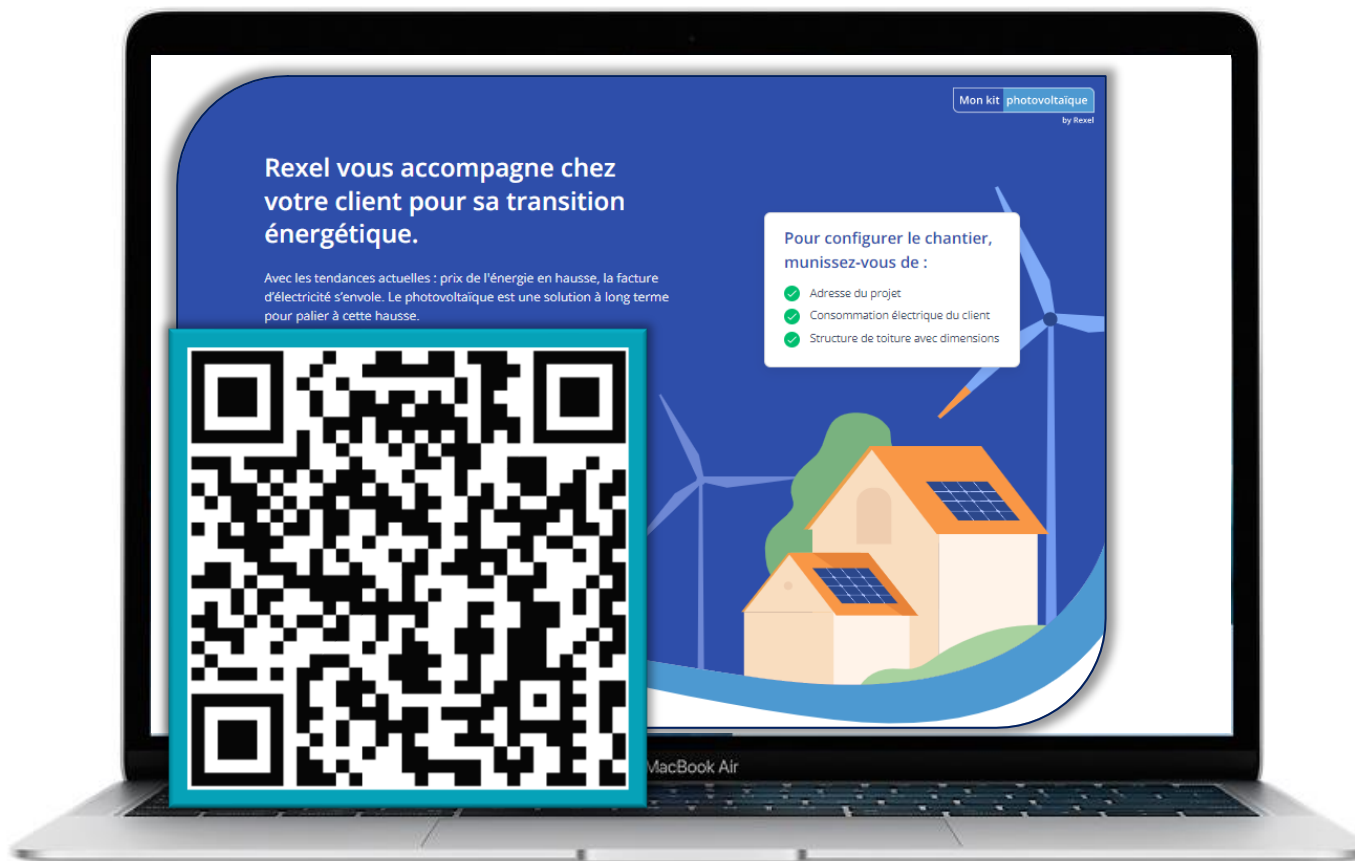 Mon kit photovoltaïque
by Rexel
Rexel vous accompagne chez
votre client pour sa transition
énergétique.
Avec les tendances actuelles : prix de l'énergie en hausse, la facture
d'électricité s'envole. Le photovoltaïque est une solution à long terme
pour palier à cette hausse.
Pour configurer le chantier,
munissez-vous de :
Adresse du projet
Consommation électrique du client
Structure de toiture avec dimensions
MacBook Air